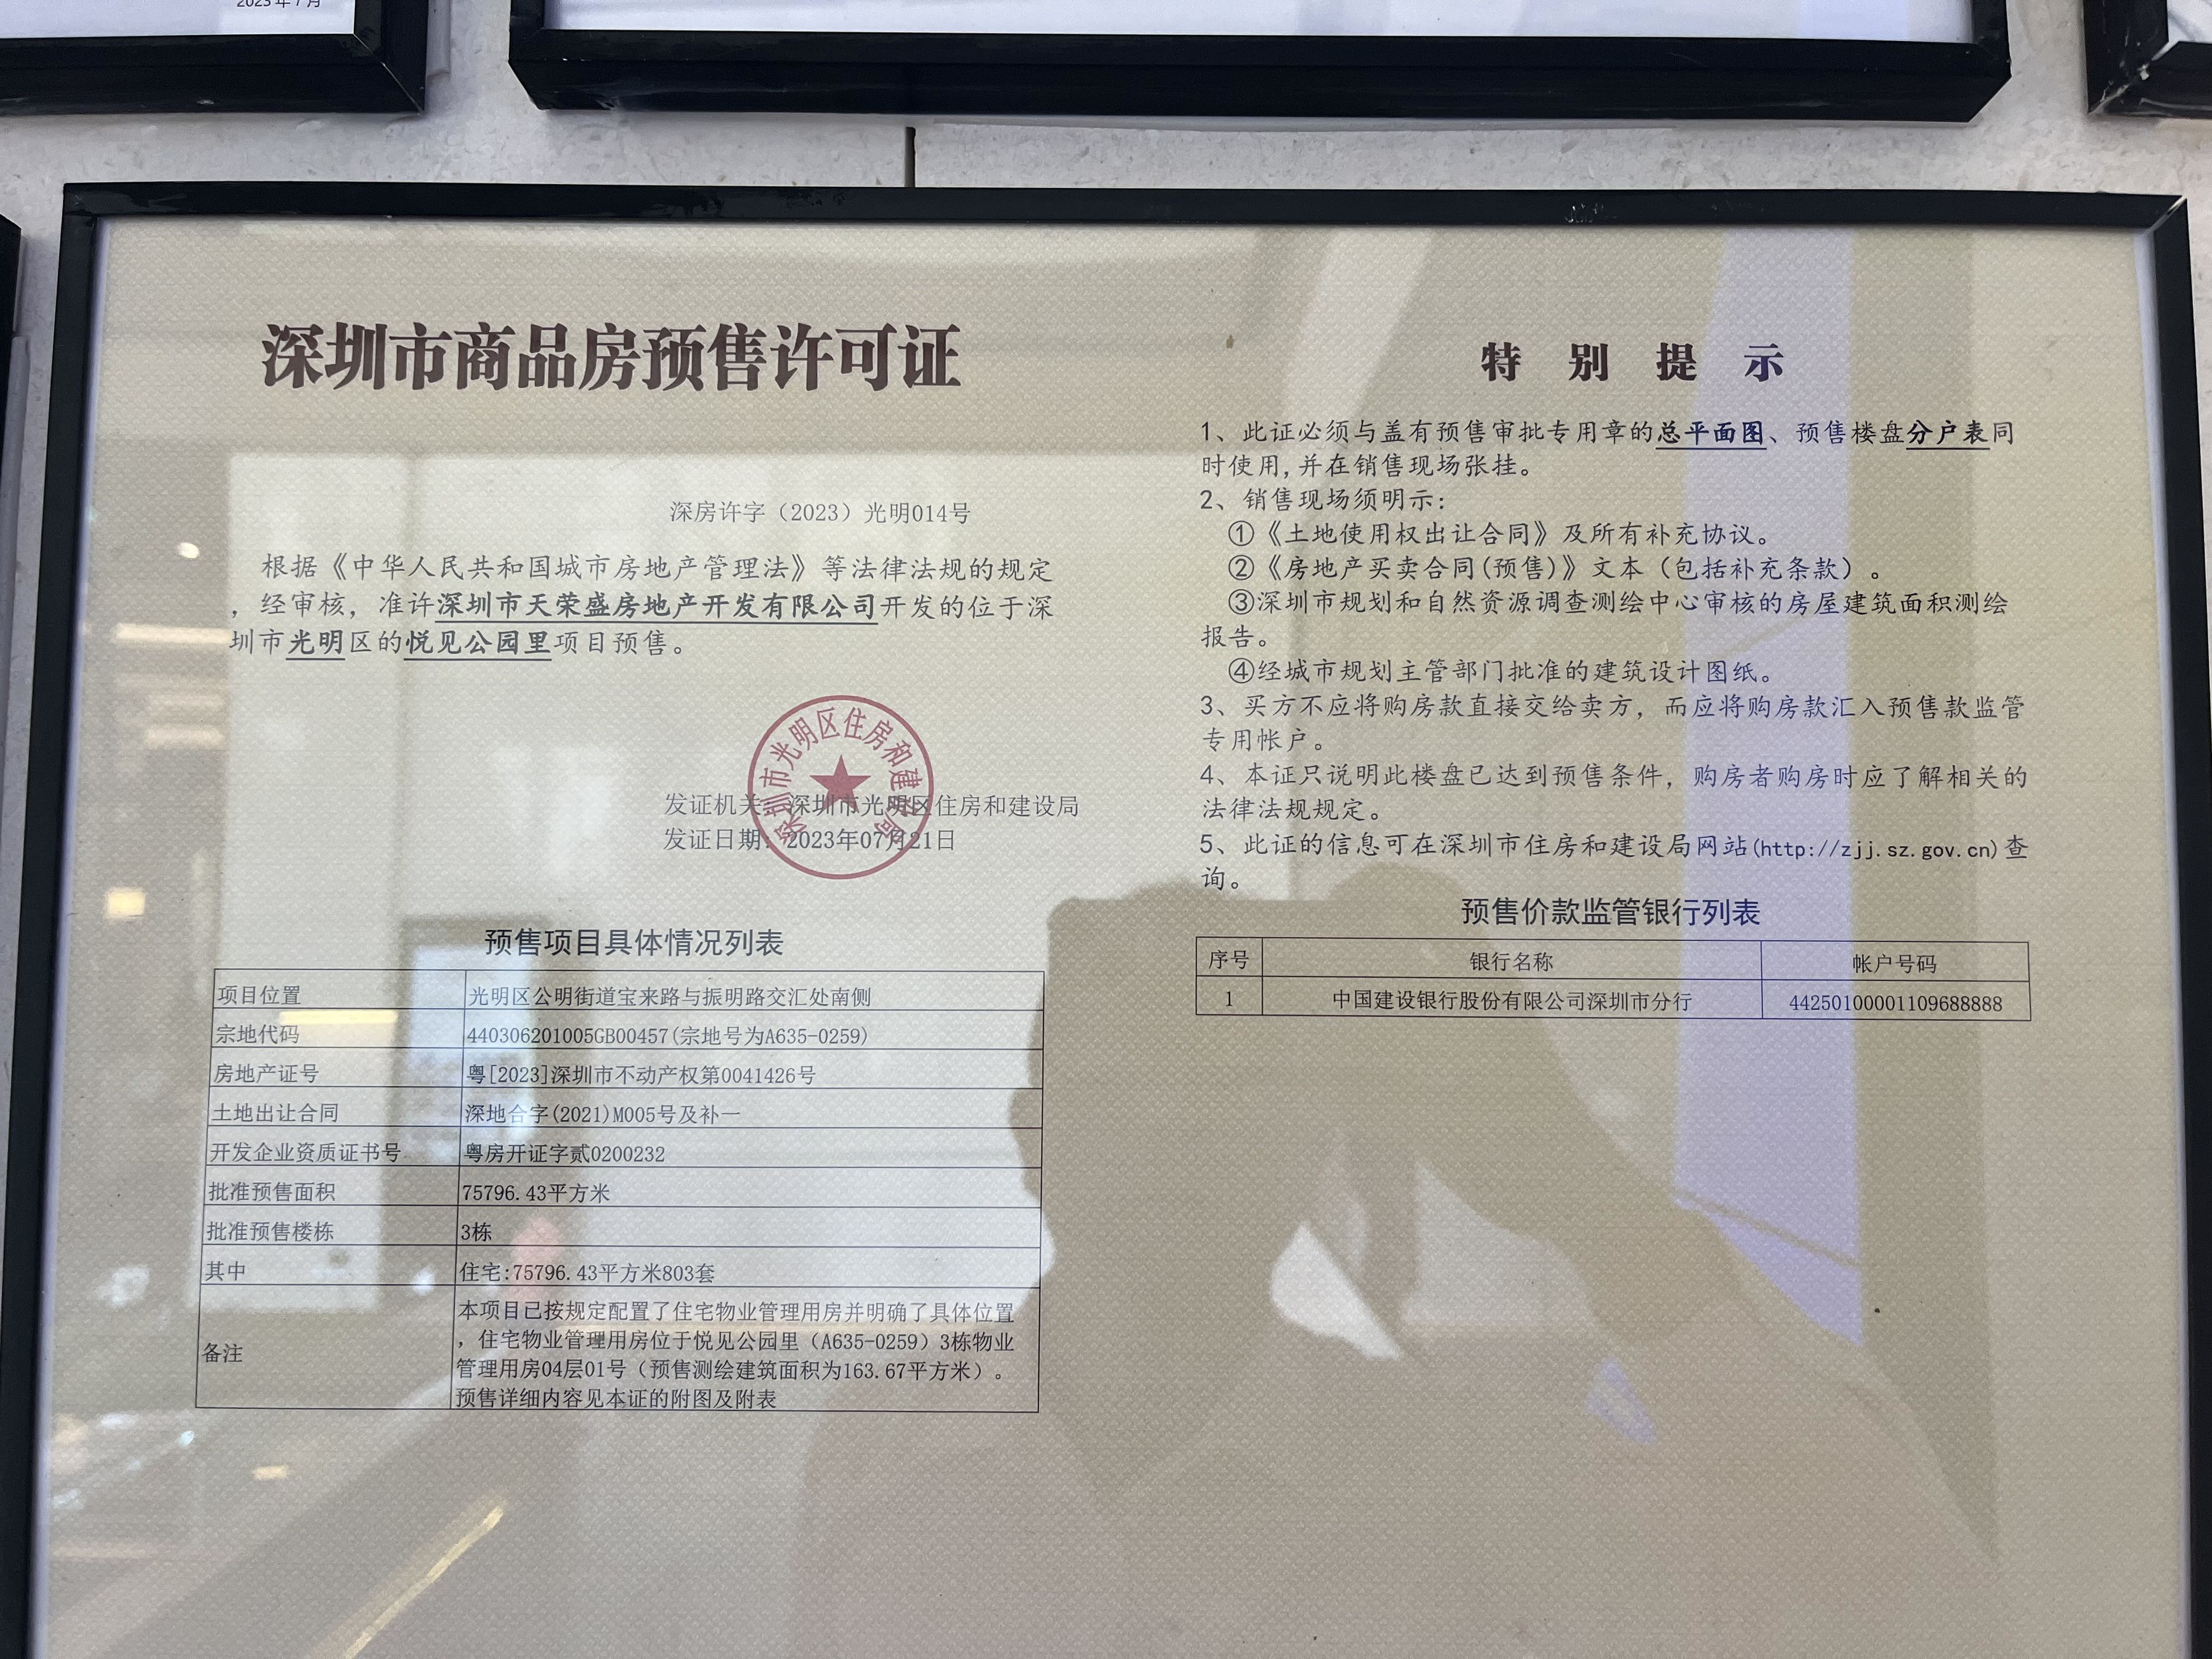 2023年7月
深圳市商品房预售许可证
深房许字（2023）光明014号
根据《中华人民共和国城市房地产管理法》等法律法规的规定
，经审核，准许深圳市天荣盛房地产开发有限公司开发的位于深
圳市光明区的悦见公园里项目预售。
深圳市光明区住房和建设局
发证机关：深圳市光明区住房和建设局
发证日期：2023年07月21日
预售项目具体情况列表
项目位置 光明区公明街道宝来路与振明路交汇处南侧
宗地代码 440306201005GB00457(宗地号为A635-0259)
房地产证号 粤[2023]深圳市不动产权第0041426号
土地出让合同 深地合字(2021)M005号及补一
开发企业资质证书号 粤房开证字贰0200232
批准预售面积 75796.43平方米
批准预售楼栋 3栋
其中 住宅:75796.43平方米803套
备注 本项目已按规定配置了住宅物业管理用房并明确了具体位置
，住宅物业管理用房位于悦见公园里（A635-0259）3栋物业
管理用房04层01号（预售测绘建筑面积为163.67平方米）。
预售详细内容见本证的附图及附表
特别提示
1、此证必须与盖有预售审批专用章的总平面图、预售楼盘分户表同
时使用,并在销售现场张挂。
2、销售现场须明示:
①《土地使用权出让合同》及所有补充协议。
②《房地产买卖合同(预售)》文本（包括补充条款）。
③深圳市规划和自然资源调查测绘中心审核的房屋建筑面积测绘
报告。
④经城市规划主管部门批准的建筑设计图纸。
3、买方不应将购房款直接交给卖方，而应将购房款汇入预售款监管
专用帐户。
4、本证只说明此楼盘已达到预售条件，购房者购房时应了解相关的
法律法规规定。
5、此证的信息可在深圳市住房和建设局网站(http://zjj.sz.gov.cn)查
询。
预售价款监管银行列表
序号 银行名称 帐户号码
1 中国建设银行股份有限公司深圳市分行 44250100001109688888